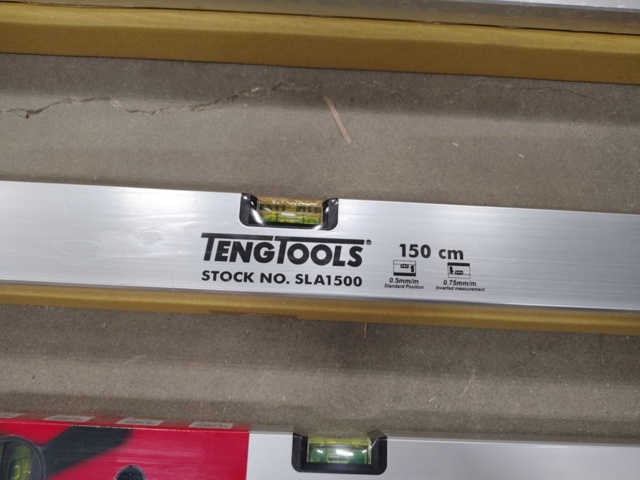 TENGTOOLS®
STOCK NO. SLA1500
150 cm
0.5mm/m
Standard Position
0.75mm/m
Inverted measurement